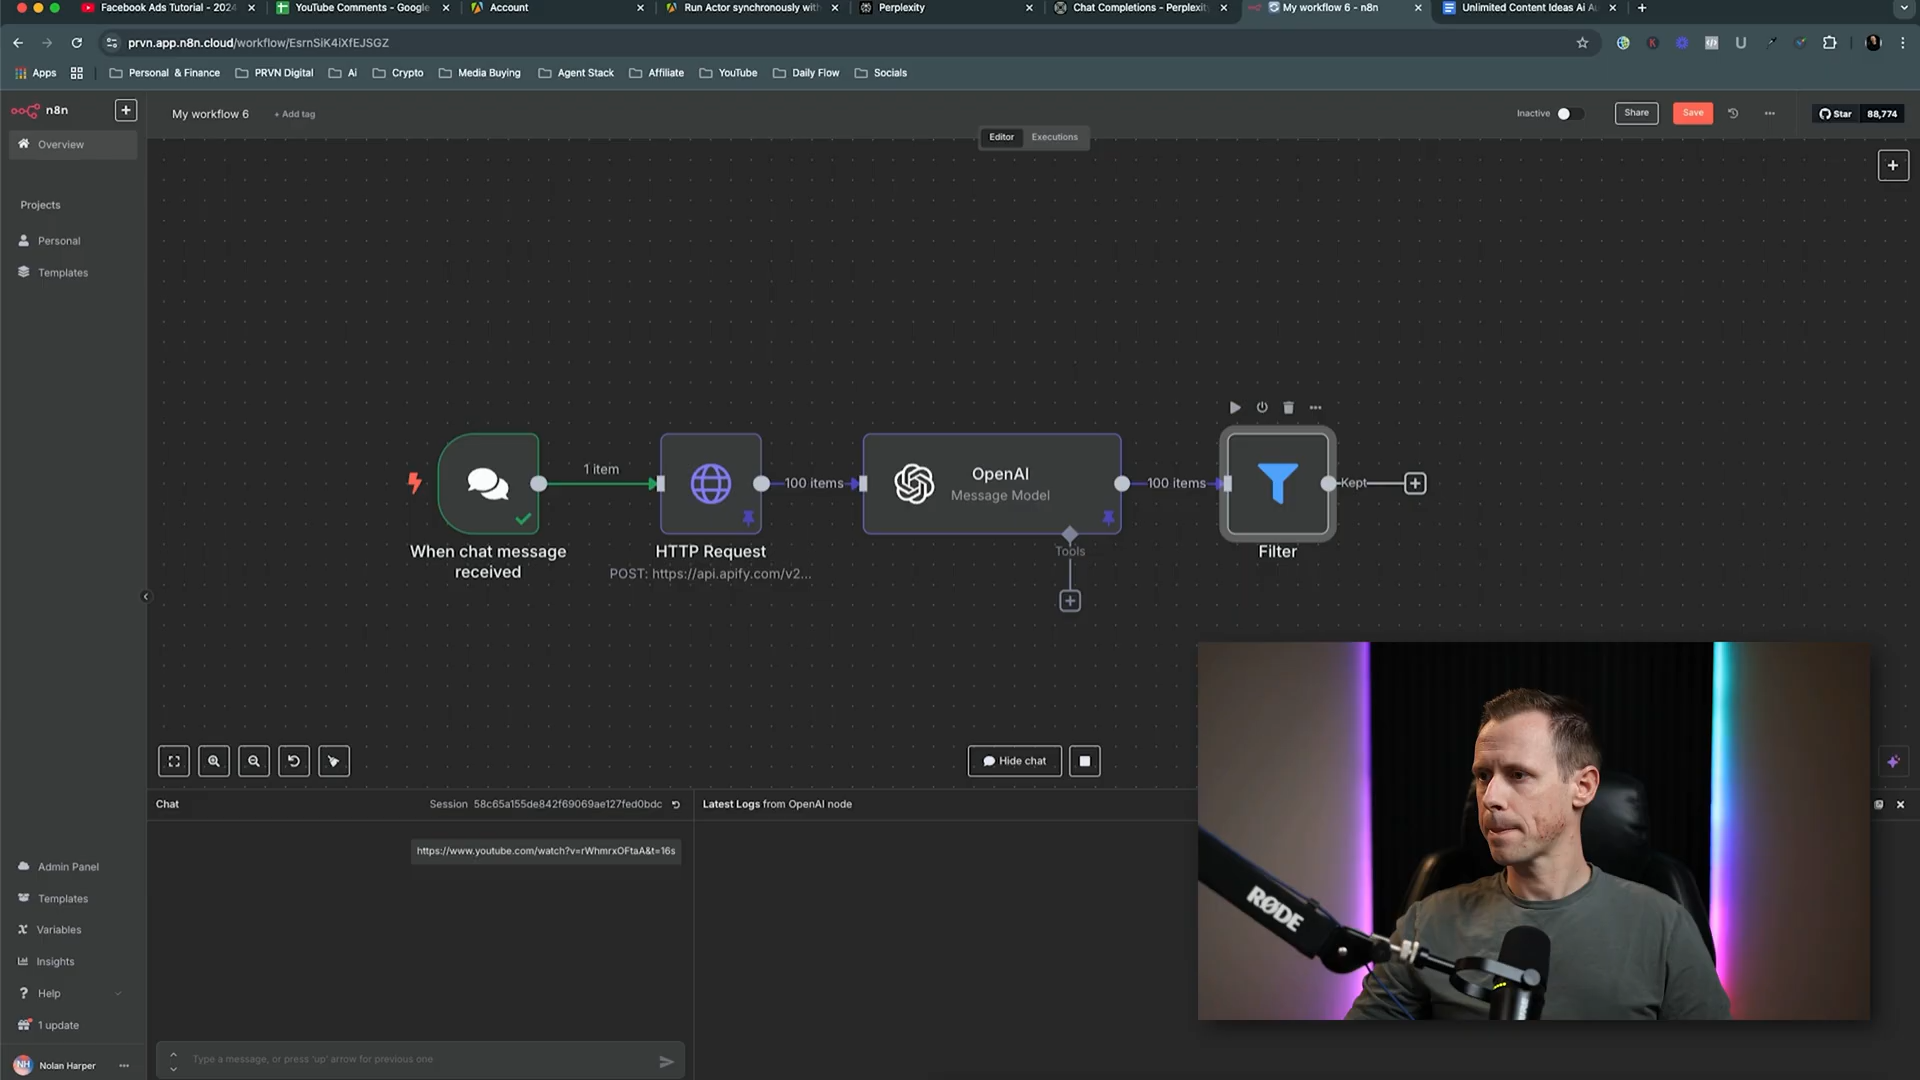 Facebook Ads Tutorial - 2024
YouTube Comments - Google
Account
Run Actor synchronously with
Perplexity
Chat Completions - Perplexity
My workflow 6 - n8n
Unlimited Content Ideas Ai Au
prvn.app.n8n.cloud/workflow/EsrnSiK4iXfEJSGZ
Apps
Personal & Finance
PRVN Digital
Ai
Crypto
Media Buying
Agent Stack
Affiliate
YouTube
Daily Flow
Socials
n8n
My workflow 6
+ Add tag
Inactive
Share
Save
Star
88,774
Editor
Executions
Overview
Projects
Personal
Templates
1 item
100 items
OpenAI
Message Model
100 items
Kept
When chat message
received
HTTP Request
POST: https://api.apify.com/v2...
Tools
Filter
Hide chat
Chat
Session 58c65a155de842f69069ae127fed0bdc
Latest Logs from OpenAI node
https://www.youtube.com/watch?v=rWhmrxOFtaA&t=16s
Admin Panel
Templates
Variables
Insights
Help
1 update
NH
Nolan Harper
Type a message, or press 'up' arrow for previous one
RØDE